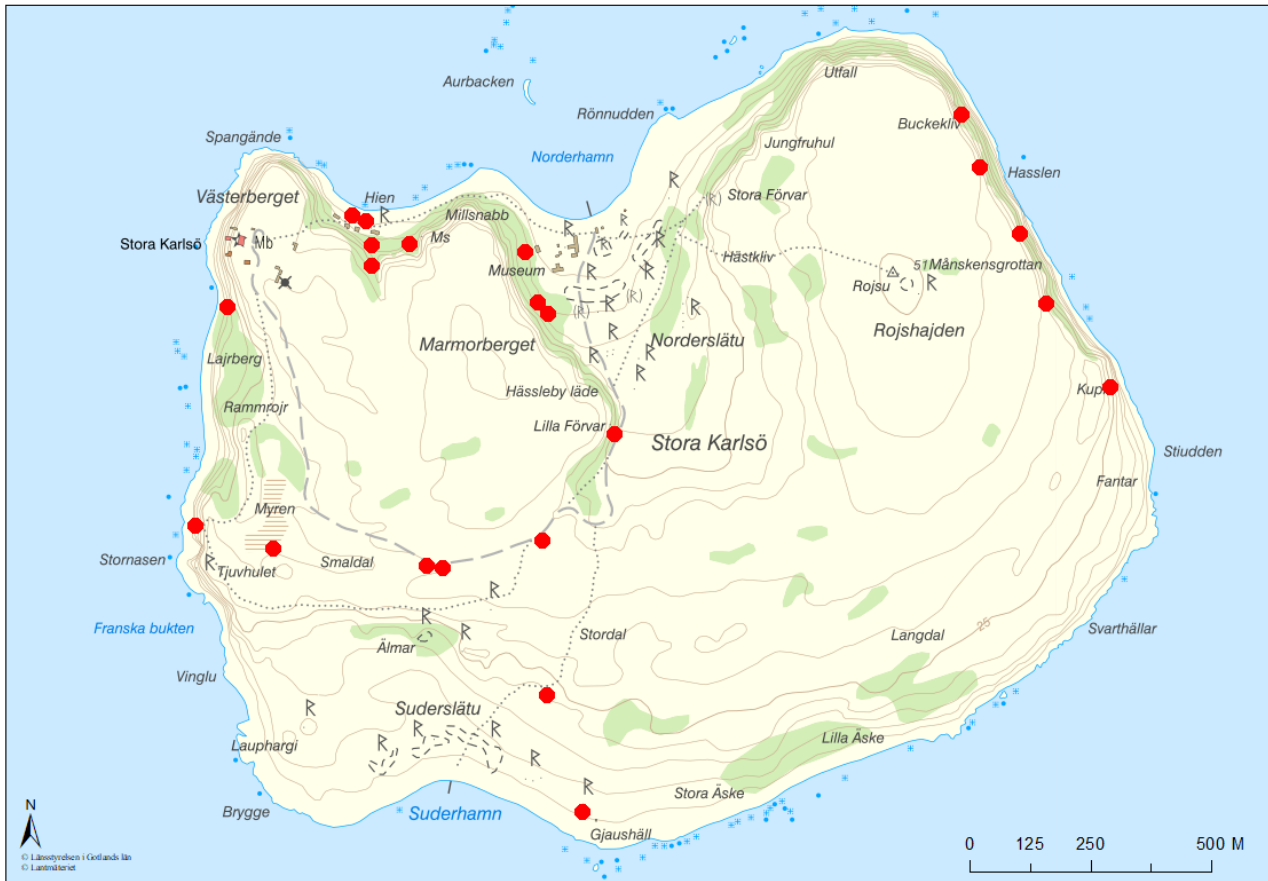 Aurbacken
Utfall
Rönnudden
Buckekliv
Spangände
Jungfruhul
Norderhamn
Hasslen
Västerberget
Hien
R
Stora Förvar
(R)
Millsnabb
R
R
Stora Karlsö
Mb
Ms
R
R
R
Hästkliv
Museum
R
R
51
Månskensgrottan
Rojsu
R
(R)
(R)
R
R
Rojshajden
Marmorberget
R
Norderslätu
Lajrberg
R
R
R
Hässleby läde
Kupa
Rammrojr
Lilla Förvar
Stora Karlsö
Stiudden
Fantar
Myren
Stornasen
R
Tjuvhulet
Smaldal
R
Franska bukten
R
R
Stordal
25
Langdal
Svarthällar
Älmar
Vinglu
R
Suderslätu
R
R
R
Lauphargi
R
Lilla Äske
R
Stora Äske
Brygge
Suderhamn
Gjaushäll
N
© Länsstyrelsen i Gotlands län
© Lantmäteriet
0 125 290 500 M